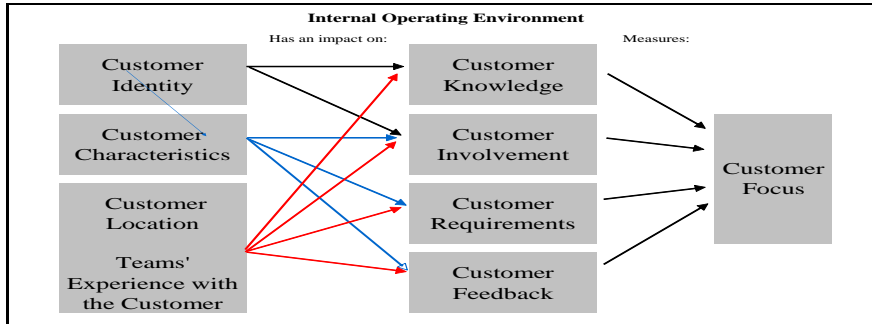 Internal Operating Environment
Has an impact on:
Measures:
Customer
Identity
Customer
Characteristics
Customer
Location
Teams'
Experience with
the Customer
Customer
Knowledge
Customer
Involvement
Customer
Requirements
Customer
Feedback
Customer
Focus